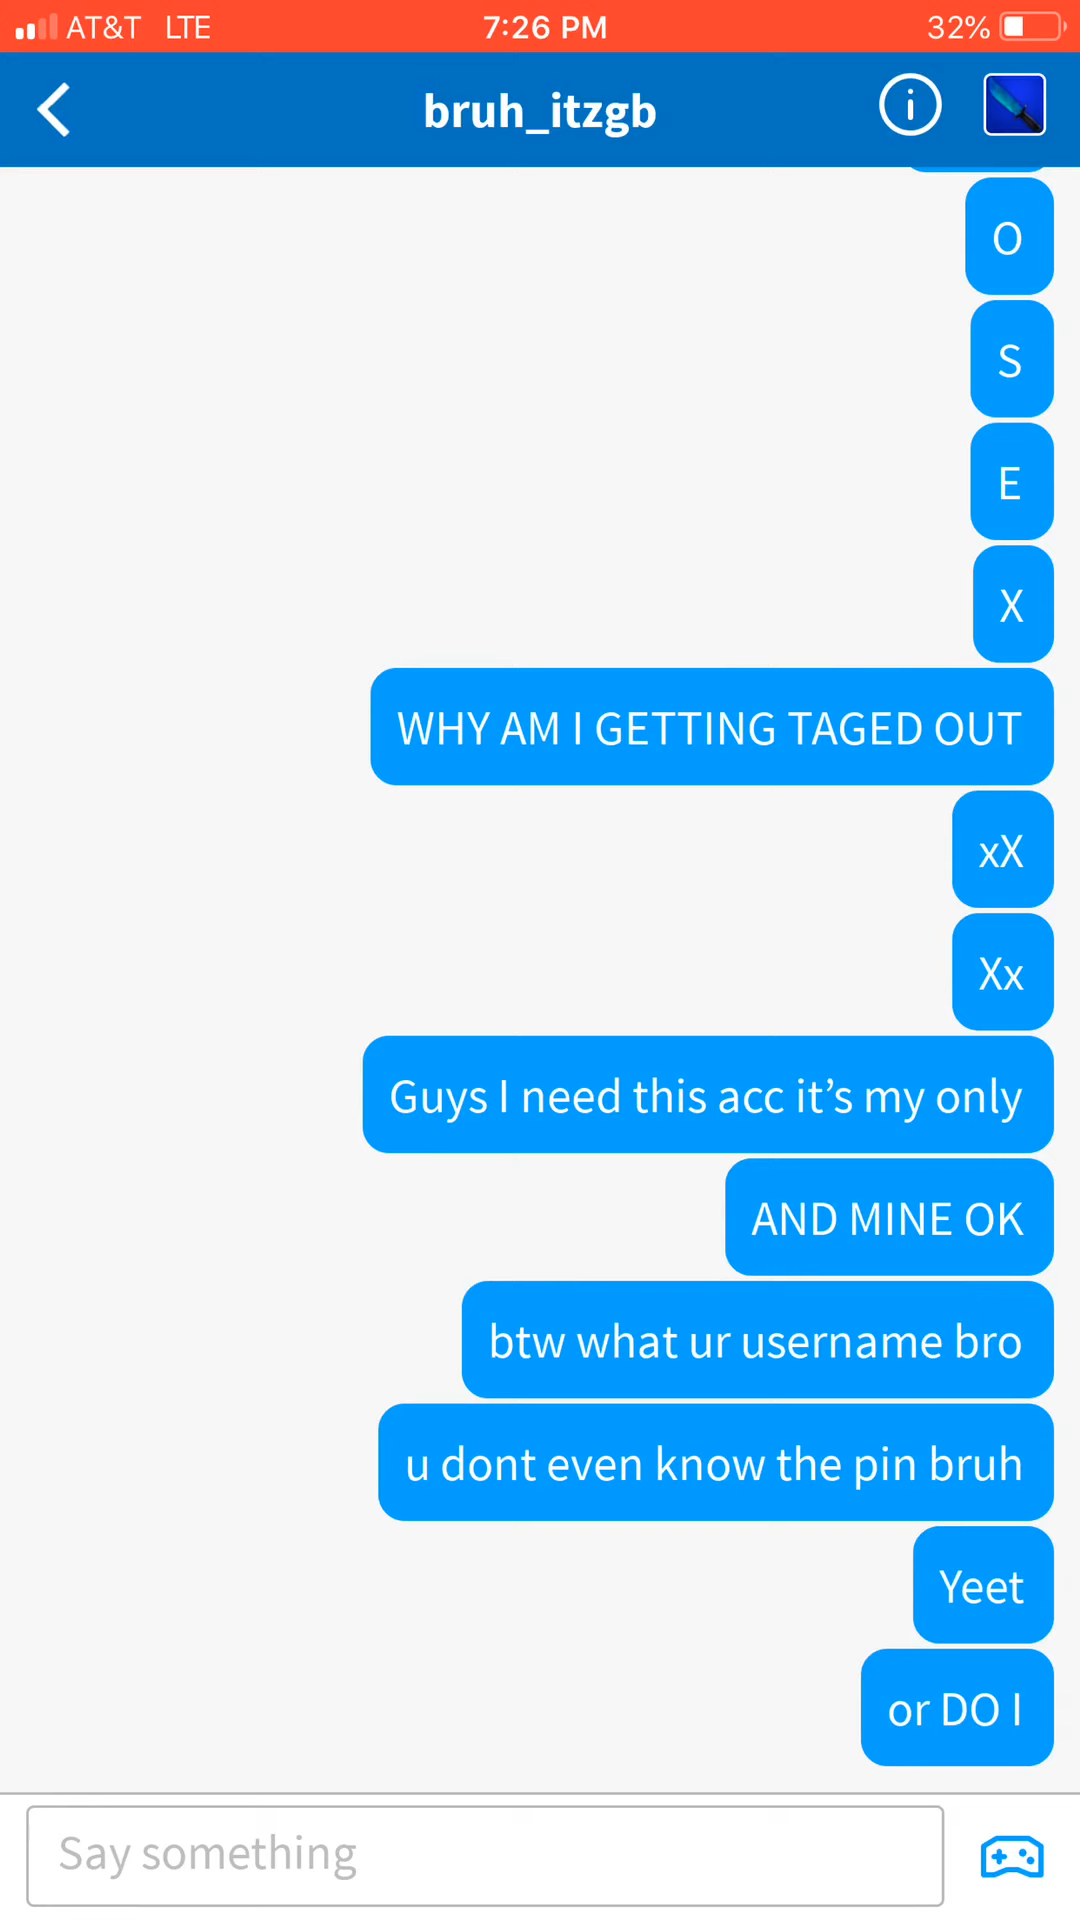 AT&T LTE 7:26 PM 32%
bruh_itzgb
O
S
E
X
WHY AM I GETTING TAGED OUT
xX
Xx
Guys I need this acc it’s my only
AND MINE OK
btw what ur username bro
u dont even know the pin bruh
Yeet
or DO I
Say something